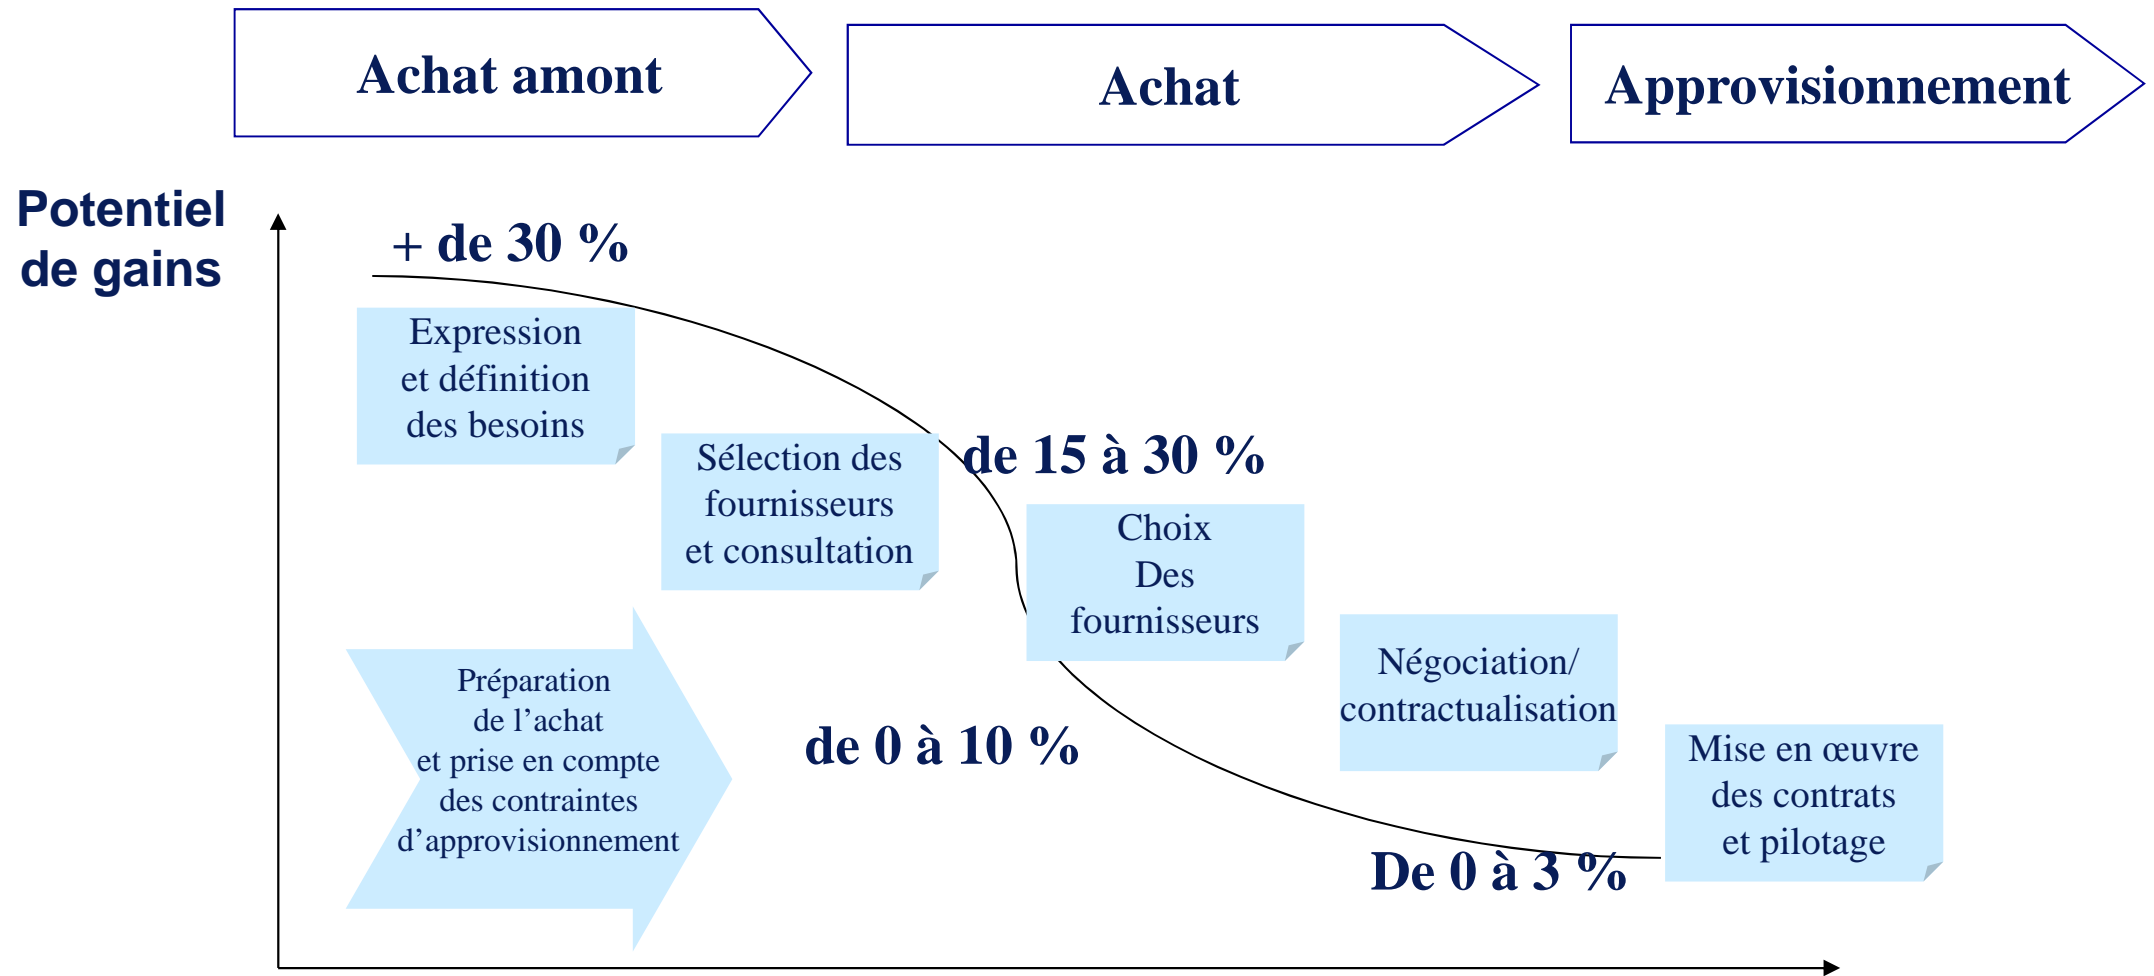 Achat amont
Achat
Approvisionnement
Potentiel
de gains
+ de 30 %
Expression
et définition
des besoins
de 15 à 30 %
Sélection des
fournisseurs
et consultation
Choix
Des
fournisseurs
Négociation/
contractualisation
Préparation
de l’achat
et prise en compte
des contraintes
d’approvisionnement
de 0 à 10 %
Mise en œuvre
des contrats
et pilotage
De 0 à 3 %